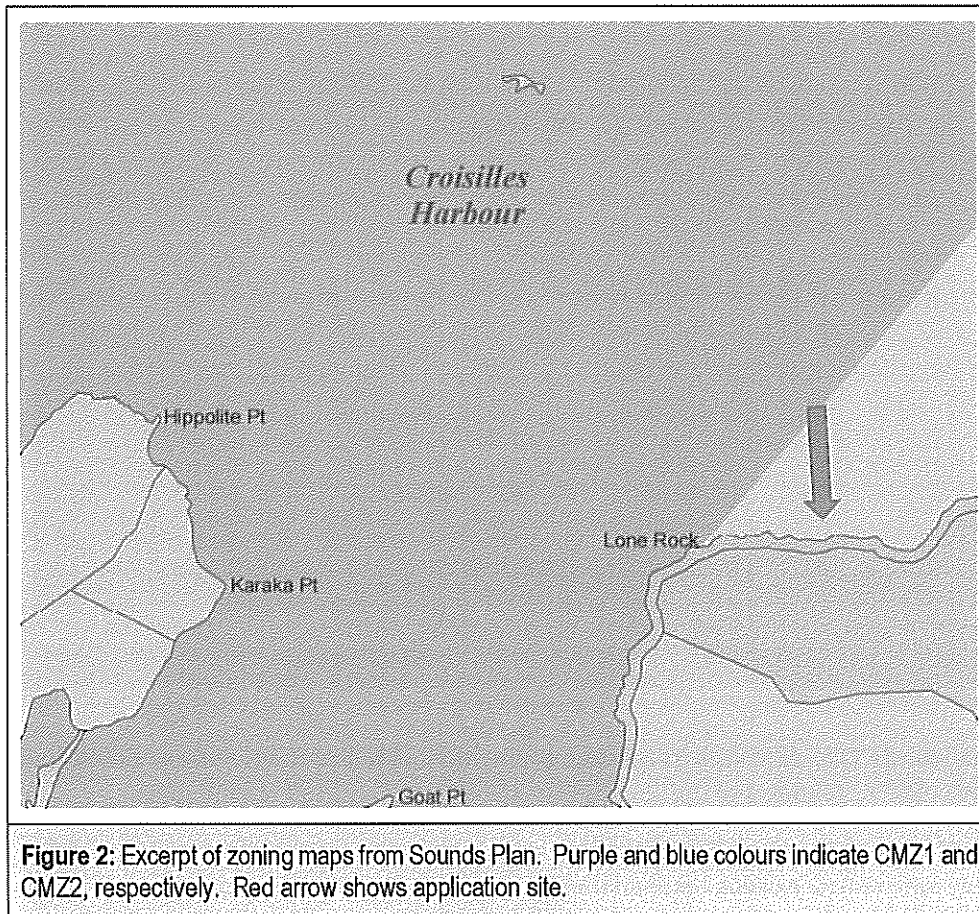 Croisilles
Harbour
Hippolite Pt
Lone Rock
Karaka Pt
Goat Pt
Figure 2: Excerpt of zoning maps from Sounds Plan. Purple and blue colours indicate CMZ1 and
CMZ2, respectively. Red arrow shows application site.